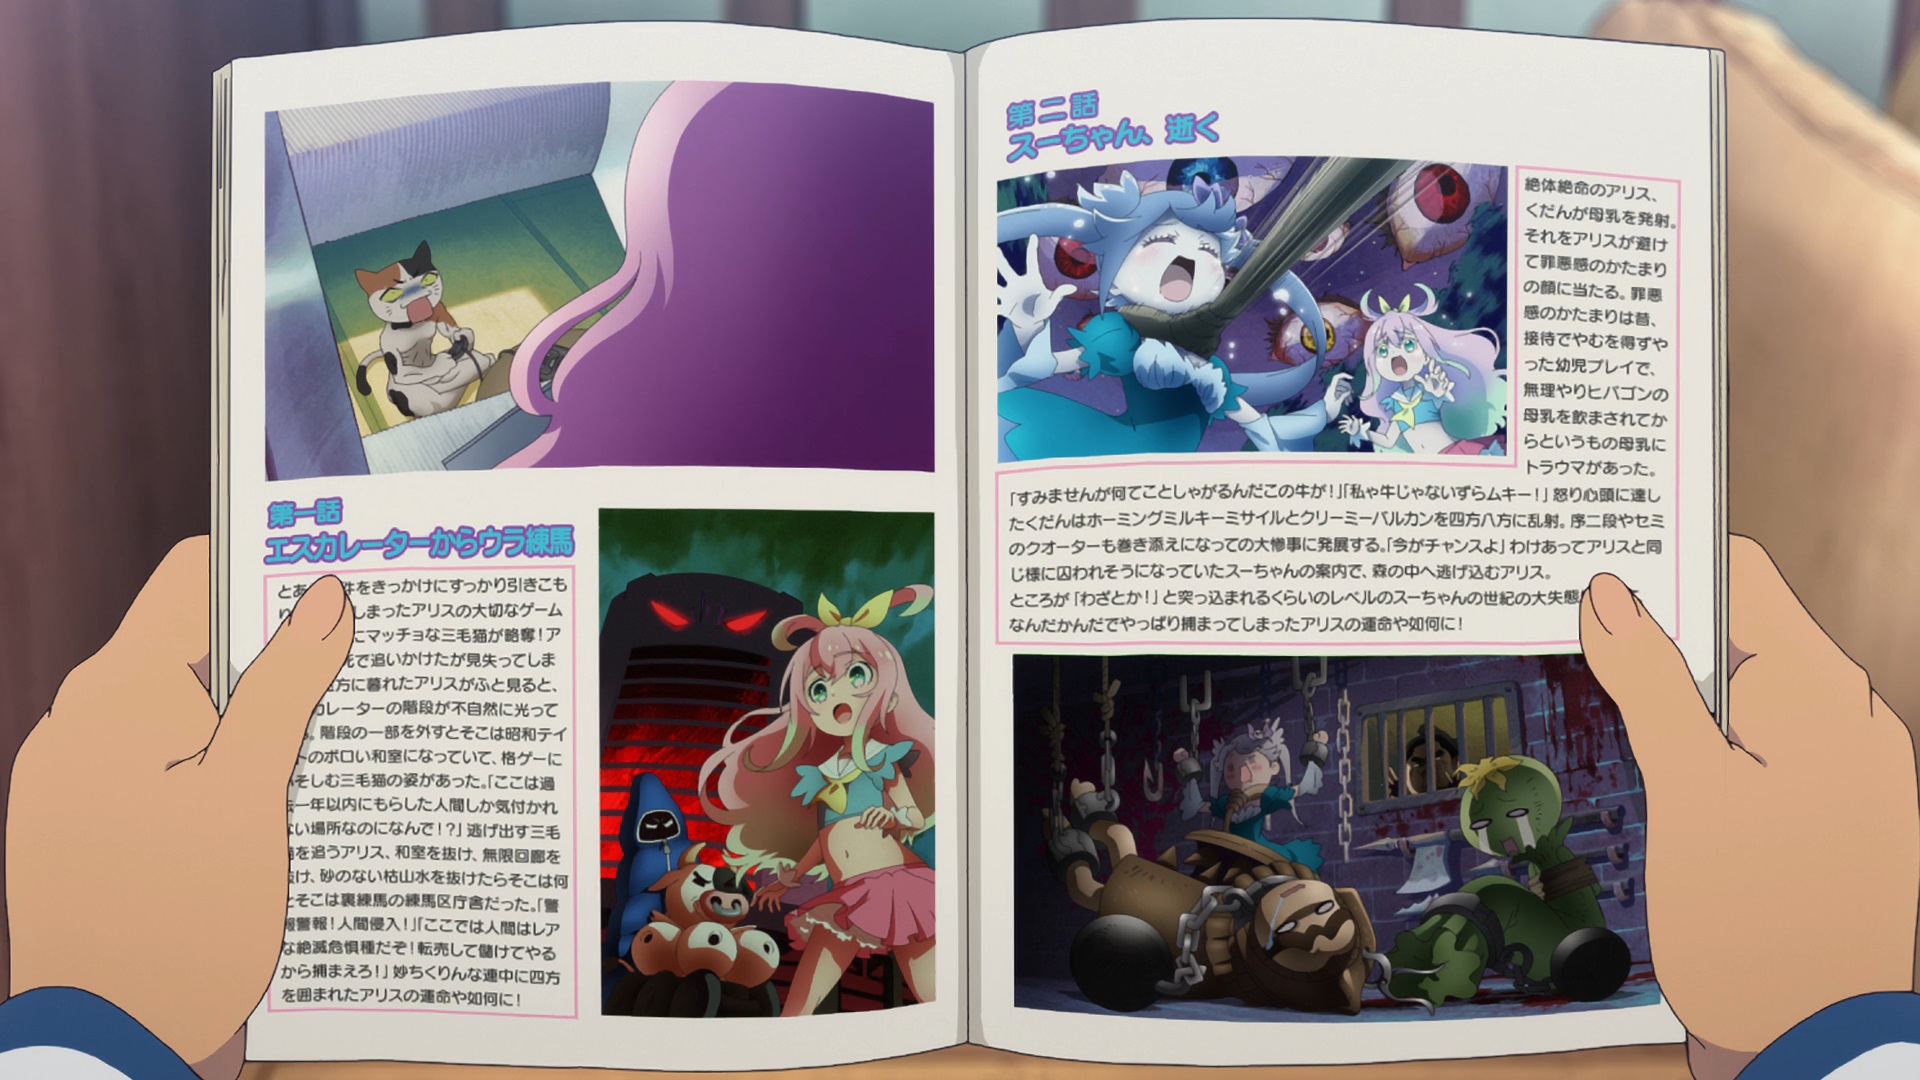 第一話
エスカレーターからウラ練馬
とあ 件をきっかけにすっかり引きこも
り しまったアリスの大切なゲーム
にマッチョな三毛猫が略奪！ア
死で追いかけたが見失ってしま
方に暮れたアリスがふと見ると、
カレーターの階段が不自然に光って
。階段の一部を外すとそこは昭和テイ
トのボロい和室になっていて、格ゲーに
いそしむ三毛猫の姿があった。「ここは過
去一年以内にもらした人間しか気付かれ
ない場所なのになんで！？」逃げ出す三毛
猫を追うアリス、和室を抜け、無限回廊を
抜け、砂のない枯山水を抜けたらそこは何
とそこは裏練馬の練馬区庁舎だった。「警
報警報！人間侵入！」「ここでは人間はレア
な絶滅危惧種だぞ！転売して儲けてやる
から捕まえろ！」妙ちくりんな連中に四方
を囲まれたアリスの運命や如何に！
第二話
スーちゃん、逝く
絶体絶命のアリス、
くだんが母乳を発射。
それをアリスが避け
て罪悪感のかたまり
の顔に当たる。罪悪
感のかたまりは昔、
接待でやむを得ずや
った幼児プレイで、
無理やりヒバゴンの
母乳を飲まされてか
らというもの母乳に
トラウマがあった。
「すみませんが何てことしゃがるんだこの牛が！」「私ゃ牛じゃないずらムキー！」怒り心頭に達し
たくだんはホーミングミルキーミサイルとクリーミーバルカンを四方八方に乱射。序二段やセミ
のクオーターも巻き添えになっての大惨事に発展する。「今がチャンスよ」わけあってアリスと同
じ様に囚われそうになっていたスーちゃんの案内で、森の中へ逃げ込むアリス。
ところが「わざとか！」と突っ込まれるくらいのレベルのスーちゃんの世紀の大失態
なんだかんだでやっぱり捕まってしまったアリスの運命や如何に！